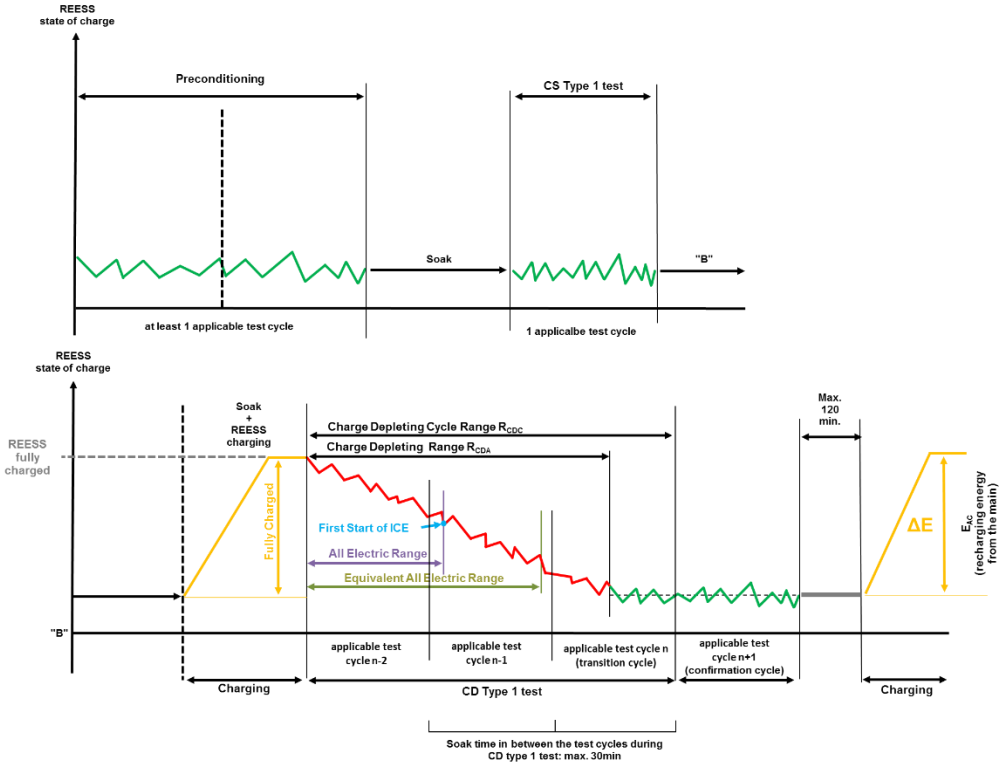 REESS
state of charge
Preconditioning
CS Type 1 test
Soak
"B"
at least 1 applicable test cycle
1 applicalbe test cycle
REESS
state of charge
Soak
+
REESS
charging
Max.
120
min.
REESS
fully
charged
Charge Depleting Cycle Range RCDC
Charge Depleting Range RCDA
Fully Charged
First Start of ICE
All Electric Range
Equivalent All Electric Range
ΔE
EAC
(recharging energy
from the main)
"B"
applicable test
cycle n-2
applicable test
cycle n-1
applicable test cycle n
(transition cycle)
applicable test
cycle n+1
(confirmation cycle)
Charging
CD Type 1 test
Charging
Soak time in between the test cycles during
CD type 1 test: max. 30min